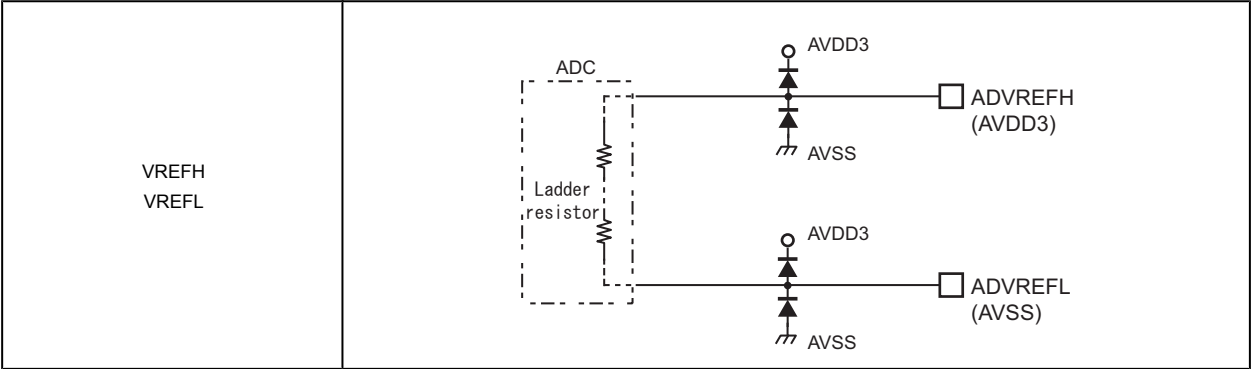 VREFH
VREFL
ADC
Ladder
resistor
AVDD3
ADVREFH
(AVDD3)
AVSS
AVDD3
ADVREFL
(AVSS)
AVSS